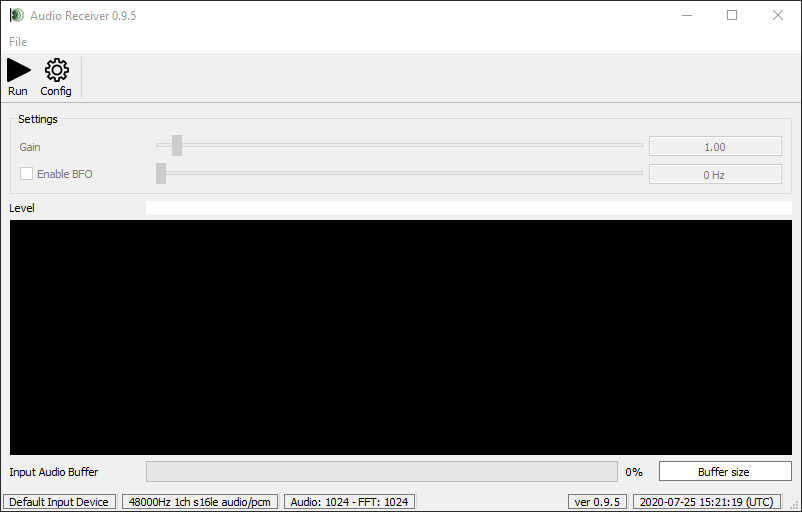 Audio Receiver 0.9.5
File
Run Config
Settings
Gain 1.00
Enable BFO 0 Hz
Level
Input Audio Buffer 0% Buffer size
Default Input Device 48000Hz 1ch s16le audio/pcm Audio: 1024 - FFT: 1024 ver 0.9.5 2020-07-25 15:21:19 (UTC)